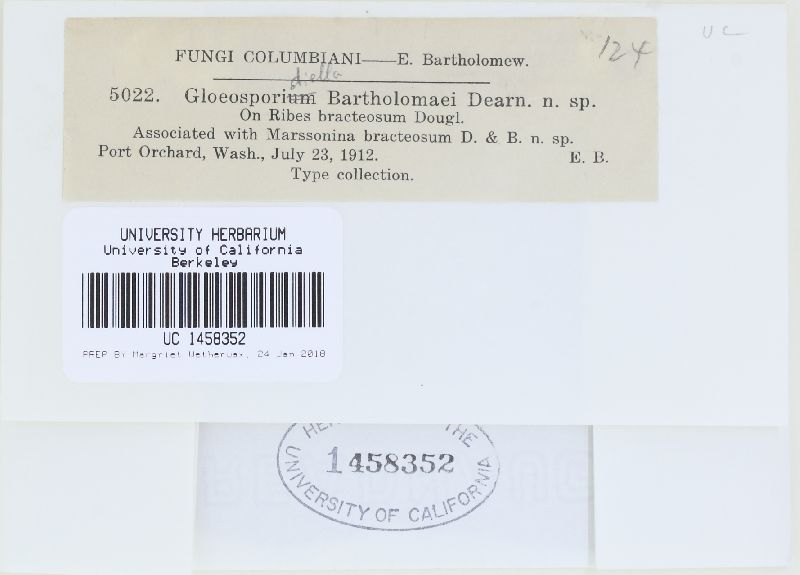 UC
124
FUNGI COLUMBIANI——E. Bartholomew.
diella
5022. Gloeosporium Bartholomaei Dearn. n. sp.
On Ribes bracteosum Dougl.
Associated with Marssonina bracteosum D. & B. n. sp.
Port Orchard, Wash., July 23, 1912. E. B.
Type collection.
UNIVERSITY HERBARIUM
University of California
Berkeley
UC 1458352
PREP By Margriet Wetherwax, 24 Jan 2018
THE
1458352
UNIVERSITY OF CALIFORNIA